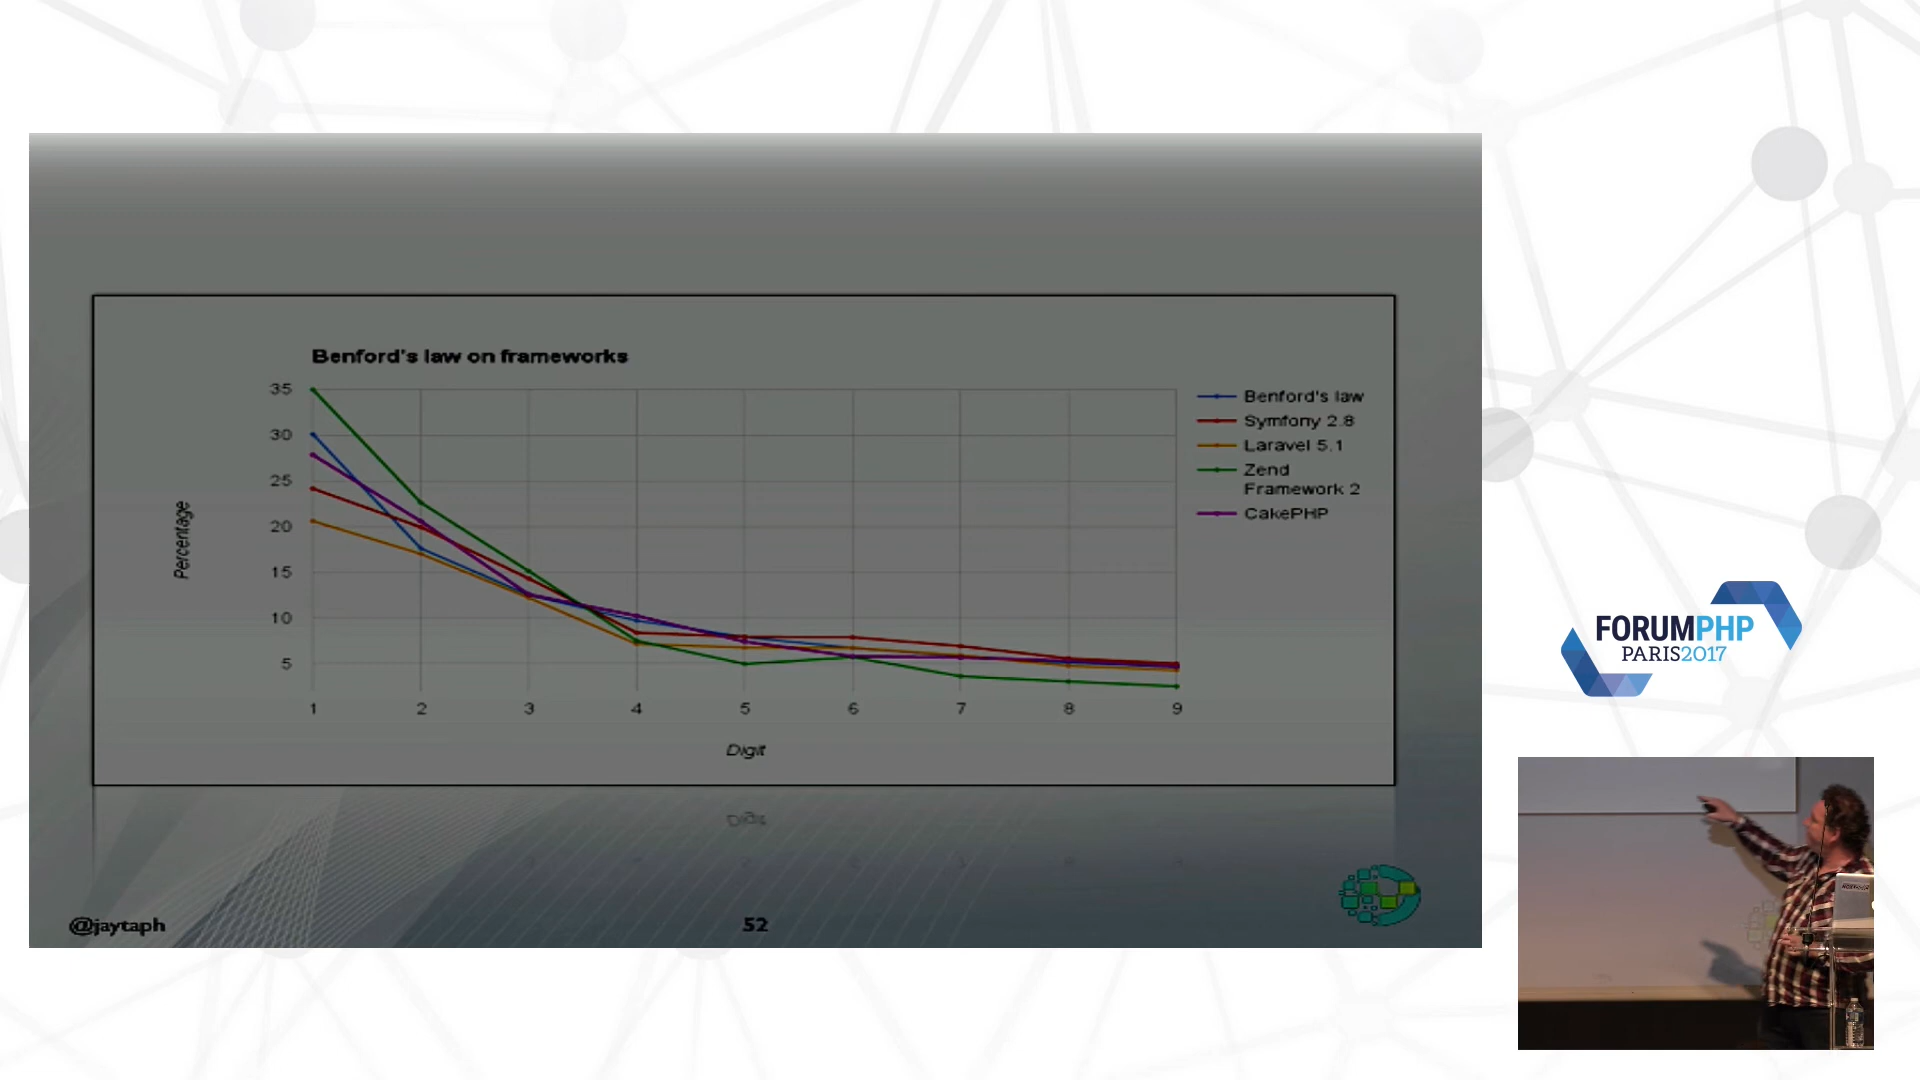 Benford's law on frameworks
35
30
25
20
15
10
5
Percentage
1 2 3 4 5 6 7 8 9
Digit
Benford's law
Symfony 2.8
Laravel 5.1
Zend
Framework 2
CakePHP
Digit
@jaytaph
52
FORUMPHP
PARIS2017